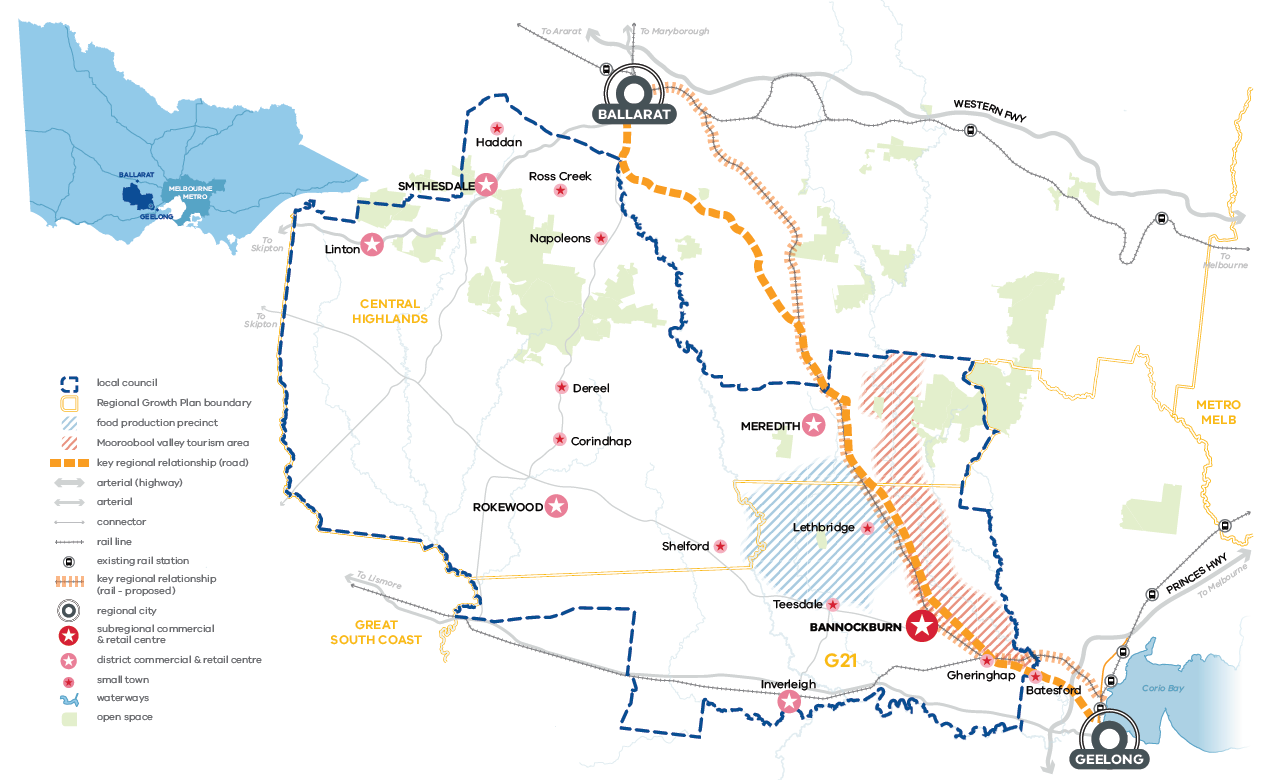 To Ararat
To Maryborough
BALLARAT
WESTERN FWY
Haddan
SMTHESDALE
Ross Creek
BALLARAT
MELBOURNE
METRO
GEELONG
Napoleons
Linton
To
Skipton
To
Melbourne
CENTRAL
HIGHLANDS
To
Skipton
local council
Regional Growth Plan boundary
food production precinct
Mooroobool valley tourism area
key regional relationship (road)
arterial (highway)
arterial
connector
rail line
existing rail station
key regional relationship
(rail - proposed)
regional city
subregional commercial
& retail centre
district commercial & retail centre
small town
waterways
open space
Dereel
Corindhap
MEREDITH
METRO
MELB
ROKEWOOD
Lethbridge
Shelford
To Lismore
Teesdale
BANNOCKBURN
PRINCES HWY
To Melbourne
GREAT
SOUTH COAST
G21
Gheringhap
Batesford
Inverleigh
Corio Bay
GEELONG